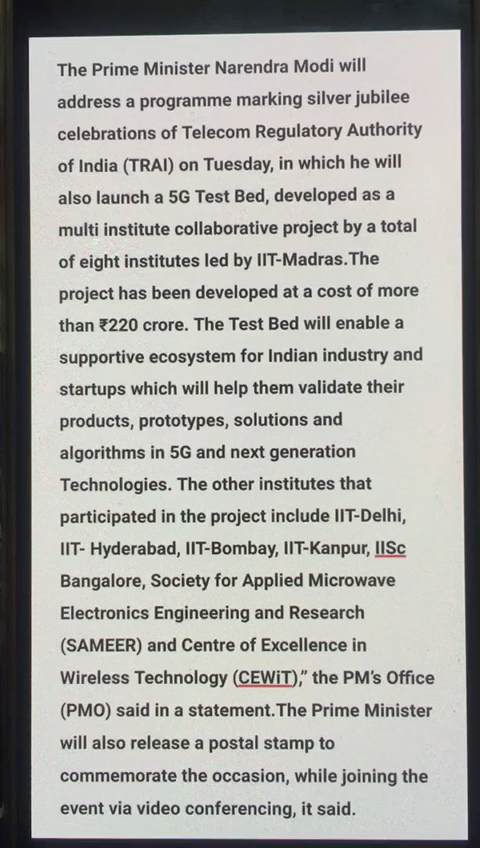 The Prime Minister Narendra Modi will
address a programme marking silver jubilee
celebrations of Telecom Regulatory Authority
of India (TRAI) on Tuesday, in which he will
also launch a 5G Test Bed, developed as a
multi institute collaborative project by a total
of eight institutes led by IIT-Madras.The
project has been developed at a cost of more
than ₹220 crore. The Test Bed will enable a
supportive ecosystem for Indian industry and
startups which will help them validate their
products, prototypes, solutions and
algorithms in 5G and next generation
Technologies. The other institutes that
participated in the project include IIT-Delhi,
IIT- Hyderabad, IIT-Bombay, IIT-Kanpur, IISc
Bangalore, Society for Applied Microwave
Electronics Engineering and Research
(SAMEER) and Centre of Excellence in
Wireless Technology (CEWiT),” the PM’s Office
(PMO) said in a statement.The Prime Minister
will also release a postal stamp to
commemorate the occasion, while joining the
event via video conferencing, it said.